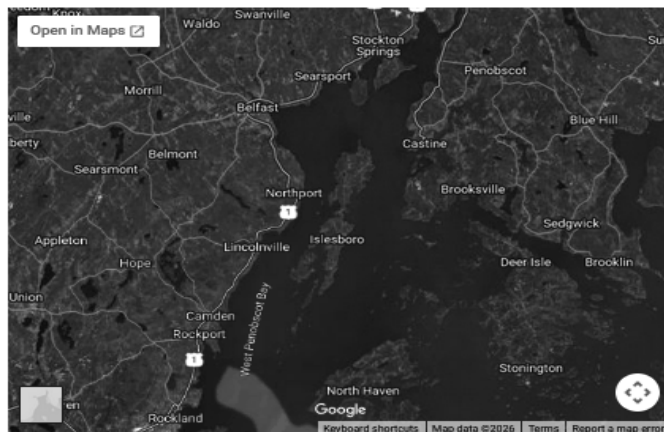 Swanville
Waldo
Open in Maps
Stockton
Springs
Searsport
Penobscot
Morrill
Belfast
ville
Blue Hill
berty
Castine
Belmont
Searsmont
Northport
Brooksville
1
Sedgwick
Appleton
Lincolnville
Islesboro
Hope
Deer Isle
Brooklin
Union
West Penobscot Bay
Camden
Rockport
1
Stonington
North Haven
en
Rockland
Google
Keyboard shortcuts Map data ©2026 Terms Report a map error